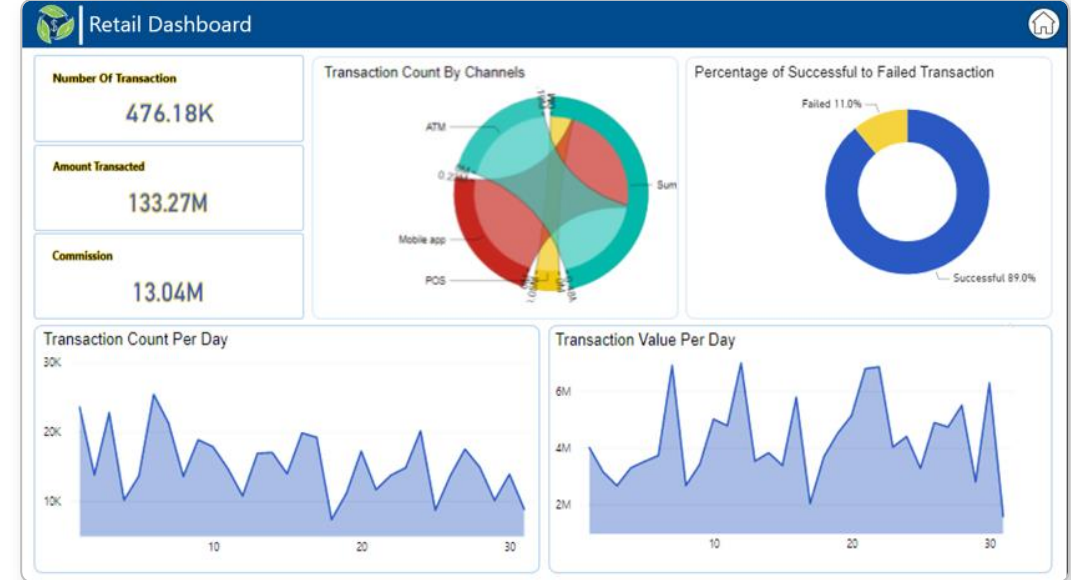 Retail Dashboard
Number Of Transaction
476.18K
Amount Transacted
133.27M
Commission
13.04M
Transaction Count By Channels
ATM
Sum
Mobile app
POS
Percentage of Successful to Failed Transaction
Failed 11.0%
Successful 89.0%
Transaction Count Per Day
30K
20K
10K
10 20 30
Transaction Value Per Day
6M
4M
2M
10 20 30